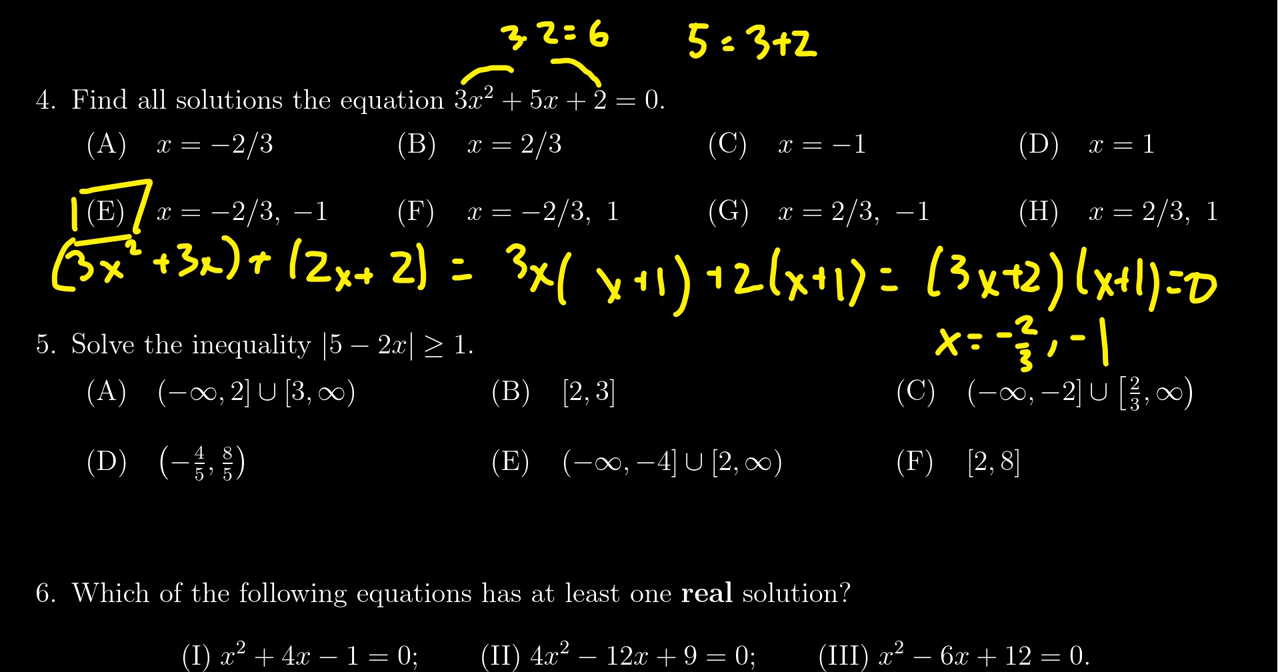 3·2=6 5=3+2
4. Find all solutions the equation 3x² + 5x + 2 = 0.
(A) x = −2/3 (B) x = 2/3 (C) x = −1 (D) x = 1
(E) x = −2/3, −1 (F) x = −2/3, 1 (G) x = 2/3, −1 (H) x = 2/3, 1
(3x²+3x)+(2x+2) = 3x(x+1)+2(x+1) = (3x+2)(x+1)=0
x = −2/3, −1
5. Solve the inequality |5 − 2x| ≥ 1.
(A) (−∞, 2] ∪ [3, ∞) (B) [2, 3] (C) (−∞, −2] ∪ [2/3, ∞)
(D) (−4/5, 8/5) (E) (−∞, −4] ∪ [2, ∞) (F) [2, 8]
6. Which of the following equations has at least one real solution?
(I) x² + 4x − 1 = 0; (II) 4x² − 12x + 9 = 0; (III) x² − 6x + 12 = 0.